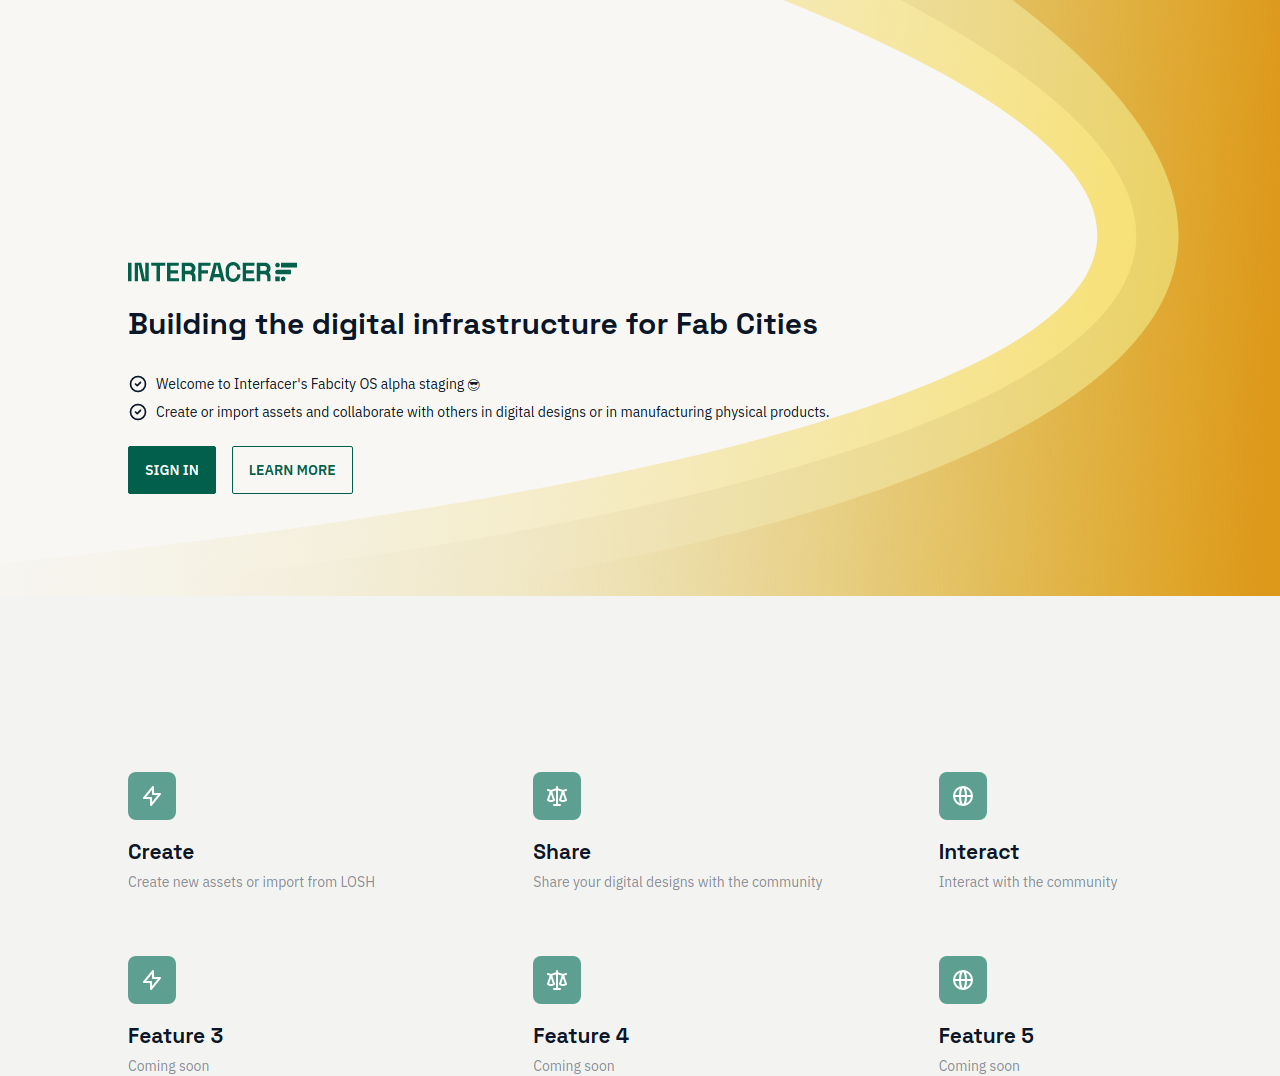 INTERFACER
Building the digital infrastructure for Fab Cities
Welcome to Interfacer's Fabcity OS alpha staging 😎
Create or import assets and collaborate with others in digital designs or in manufacturing physical products.
SIGN IN LEARN MORE
Create Share Interact
Create new assets or import from LOSH Share your digital designs with the community Interact with the community
Feature 3 Feature 4 Feature 5
Coming soon Coming soon Coming soon